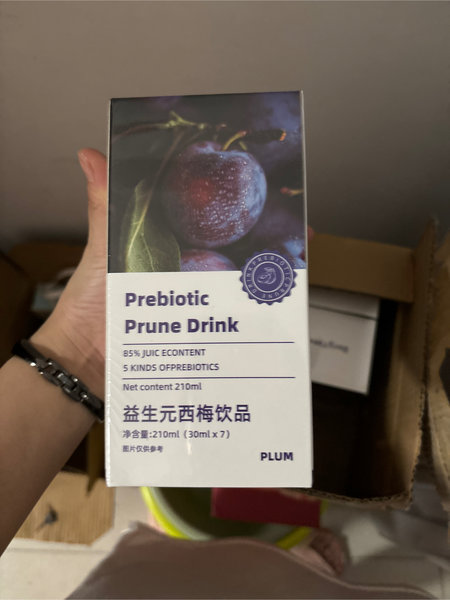 Prebiotic
Prune Drink
85% JUIC ECONTENT
5 KINDS OFPREBIOTICS
Net content 210ml
益生元西梅饮品
净含量:210ml（30ml x 7）
图片仅供参考
PLUM